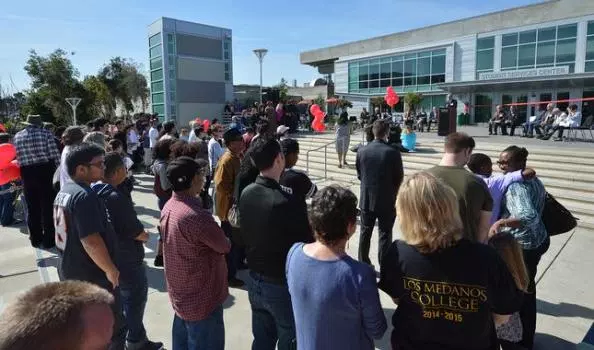 STUDENT SERVICES CENTER
LOS MEDANOS
COLLEGE
2014-2015